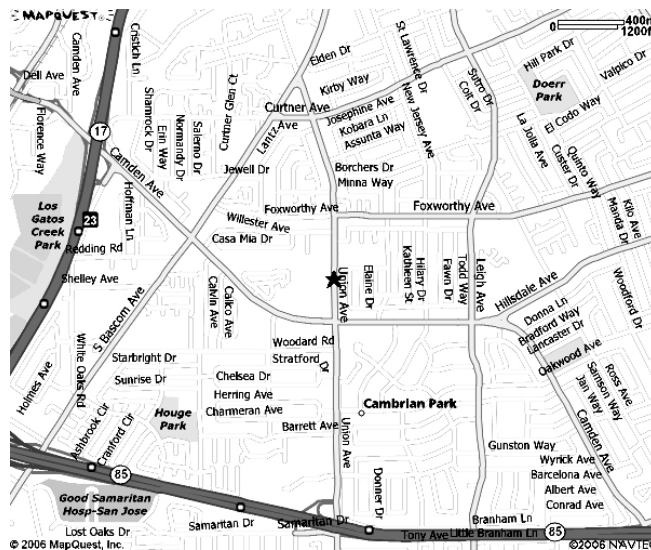 MAPQUEST
400m
1200ft
Dell Ave
Camden Ave
Cristich Ln
Elden Dr
St Lawrence Dr
Hill Park Dr
Valpico Dr
Doerr
Park
Kirby Way
Sutro Dr
Coit Dr
New Jersey Ave
Curtner Ave
Lantz Ave
Curtner Glen Ct
Salerno Dr
Normandy Dr
Erin Way
Shamrock Dr
Florence Way
17
Camden Ave
Josephine Ave
Kobara Ln
Assunta Way
El Codo Way
La Jolla Ave
Custer Dr
Quinto Way
Jewell Dr
Borchers Dr
Minna Way
Hoffman Ln
Los
Gatos
Creek
Park
23
Foxworthy Ave
Foxworthy Ave
Willester Ave
Casa Mia Dr
Kilo Ave
Manda Dr
Redding Rd
Shelley Ave
Union Ave
Elaine Dr
Kathleen St
Hilary Dr
Fawn Dr
Todd Way
Leigh Ave
Hillsdale Ave
Woodford Dr
Calvin Ave
Calico Ave
S Bascom Ave
White Oaks Rd
Holmes Ave
Donna Ln
Bradford Way
Lancaster Dr
Oakwood Ave
Woodard Rd
Stratford Dr
Starbright Dr
Sunrise Dr
Chelsea Dr
Herring Ave
Charmeran Ave
Barrett Ave
Houge
Park
Cambrian Park
Ross Ave
Samson Way
Jan Way
Camden Ave
Ashbrook Cir
Cranford Cir
Union Ave
Donner Dr
Gunston Way
Wyrick Ave
Barcelona Ave
Albert Ave
Conrad Ave
85
Good Samaritan
Hosp-San Jose
Lost Oaks Dr
Samaritan Dr
Samaritan Dr
Branham Ln
Tony Ave
Little Branham Ln
85
© 2006 MapQuest, Inc.
©2006 NAVTE